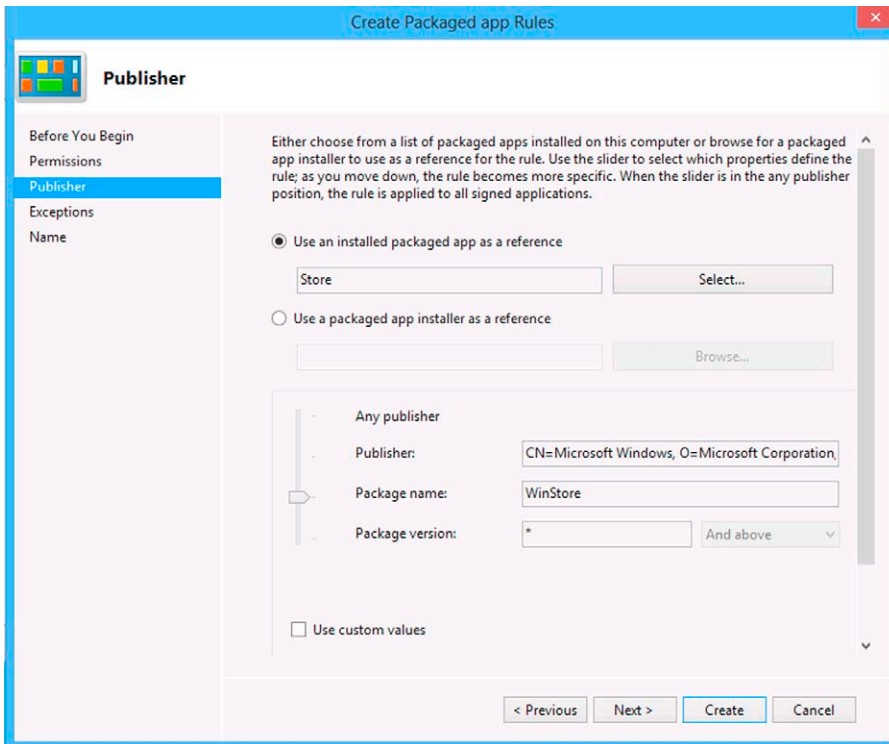 Create Packaged app Rules
Publisher
Before You Begin
Permissions
Publisher
Exceptions
Name
Either choose from a list of packaged apps installed on this computer or browse for a packaged
app installer to use as a reference for the rule. Use the slider to select which properties define the
rule; as you move down, the rule becomes more specific. When the slider is in the any publisher
position, the rule is applied to all signed applications.
Use an installed packaged app as a reference
Store
Select...
Use a packaged app installer as a reference
Browse...
Any publisher
Publisher:
CN=Microsoft Windows, O=Microsoft Corporation,
Package name:
WinStore
Package version:
*
And above
Use custom values
< Previous
Next >
Create
Cancel